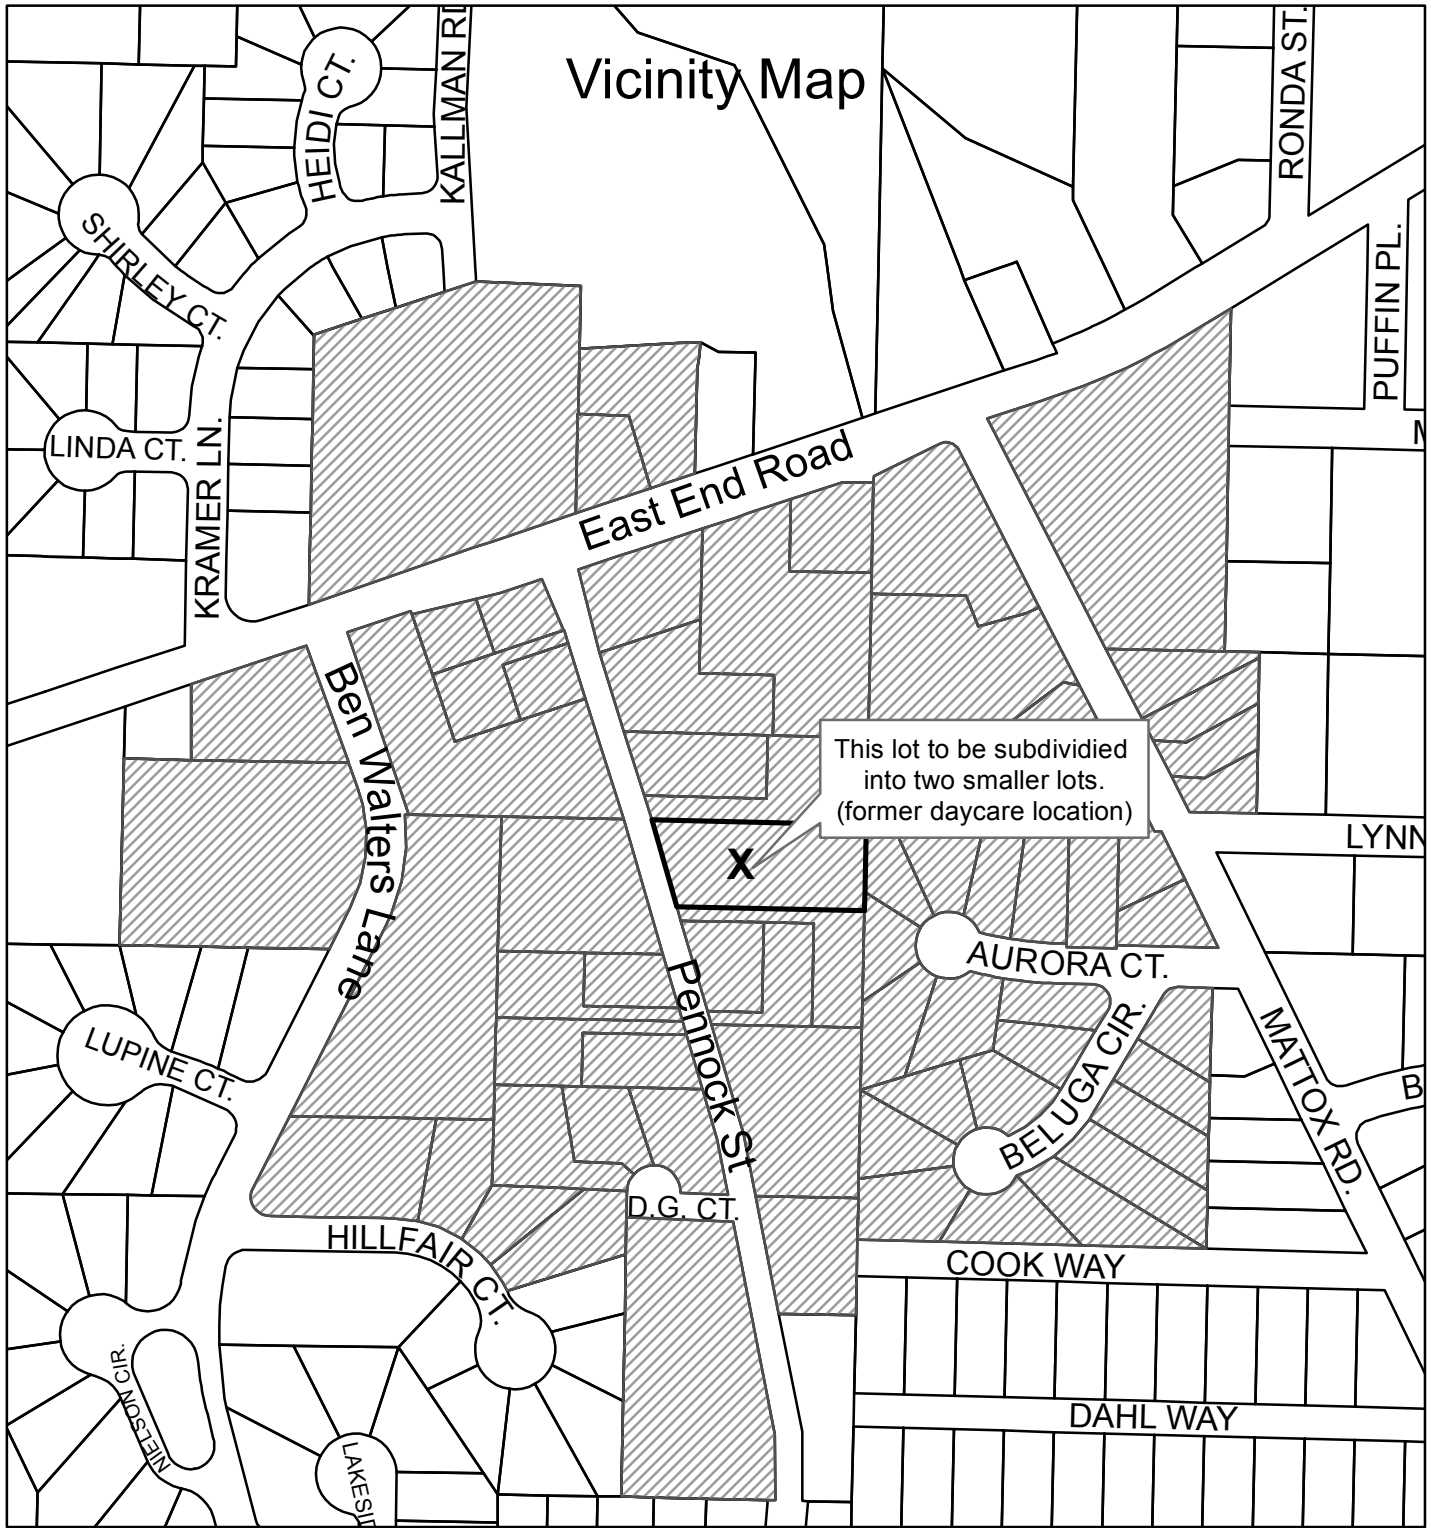 Vicinity Map
HEIDI CT.
KALLMAN RD
RONDA ST.
SHIRLEY CT.
PUFFIN PL.
LINDA CT.
KRAMER LN.
East End Road
M
Ben Walters Lane
This lot to be subdividied
into two smaller lots.
(former daycare location)
X
LYNN
AURORA CT.
Pennock St
LUPINE CT.
BELUGA CIR.
MATTOX RD.
B
D.G. CT.
HILLFAIR CT.
COOK WAY
NIELSON CIR.
DAHL WAY
LAKESI